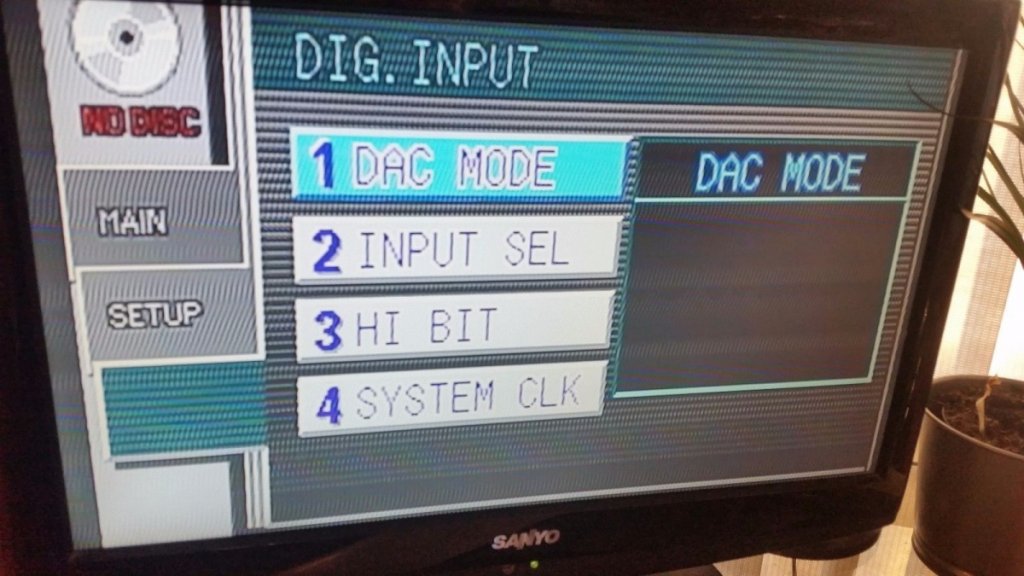 DIG. INPUT
NO DISC
MAIN
SETUP
1 DAC MODE
2 INPUT SEL
3 HI BIT
4 SYSTEM CLK
DAC MODE
SANYO